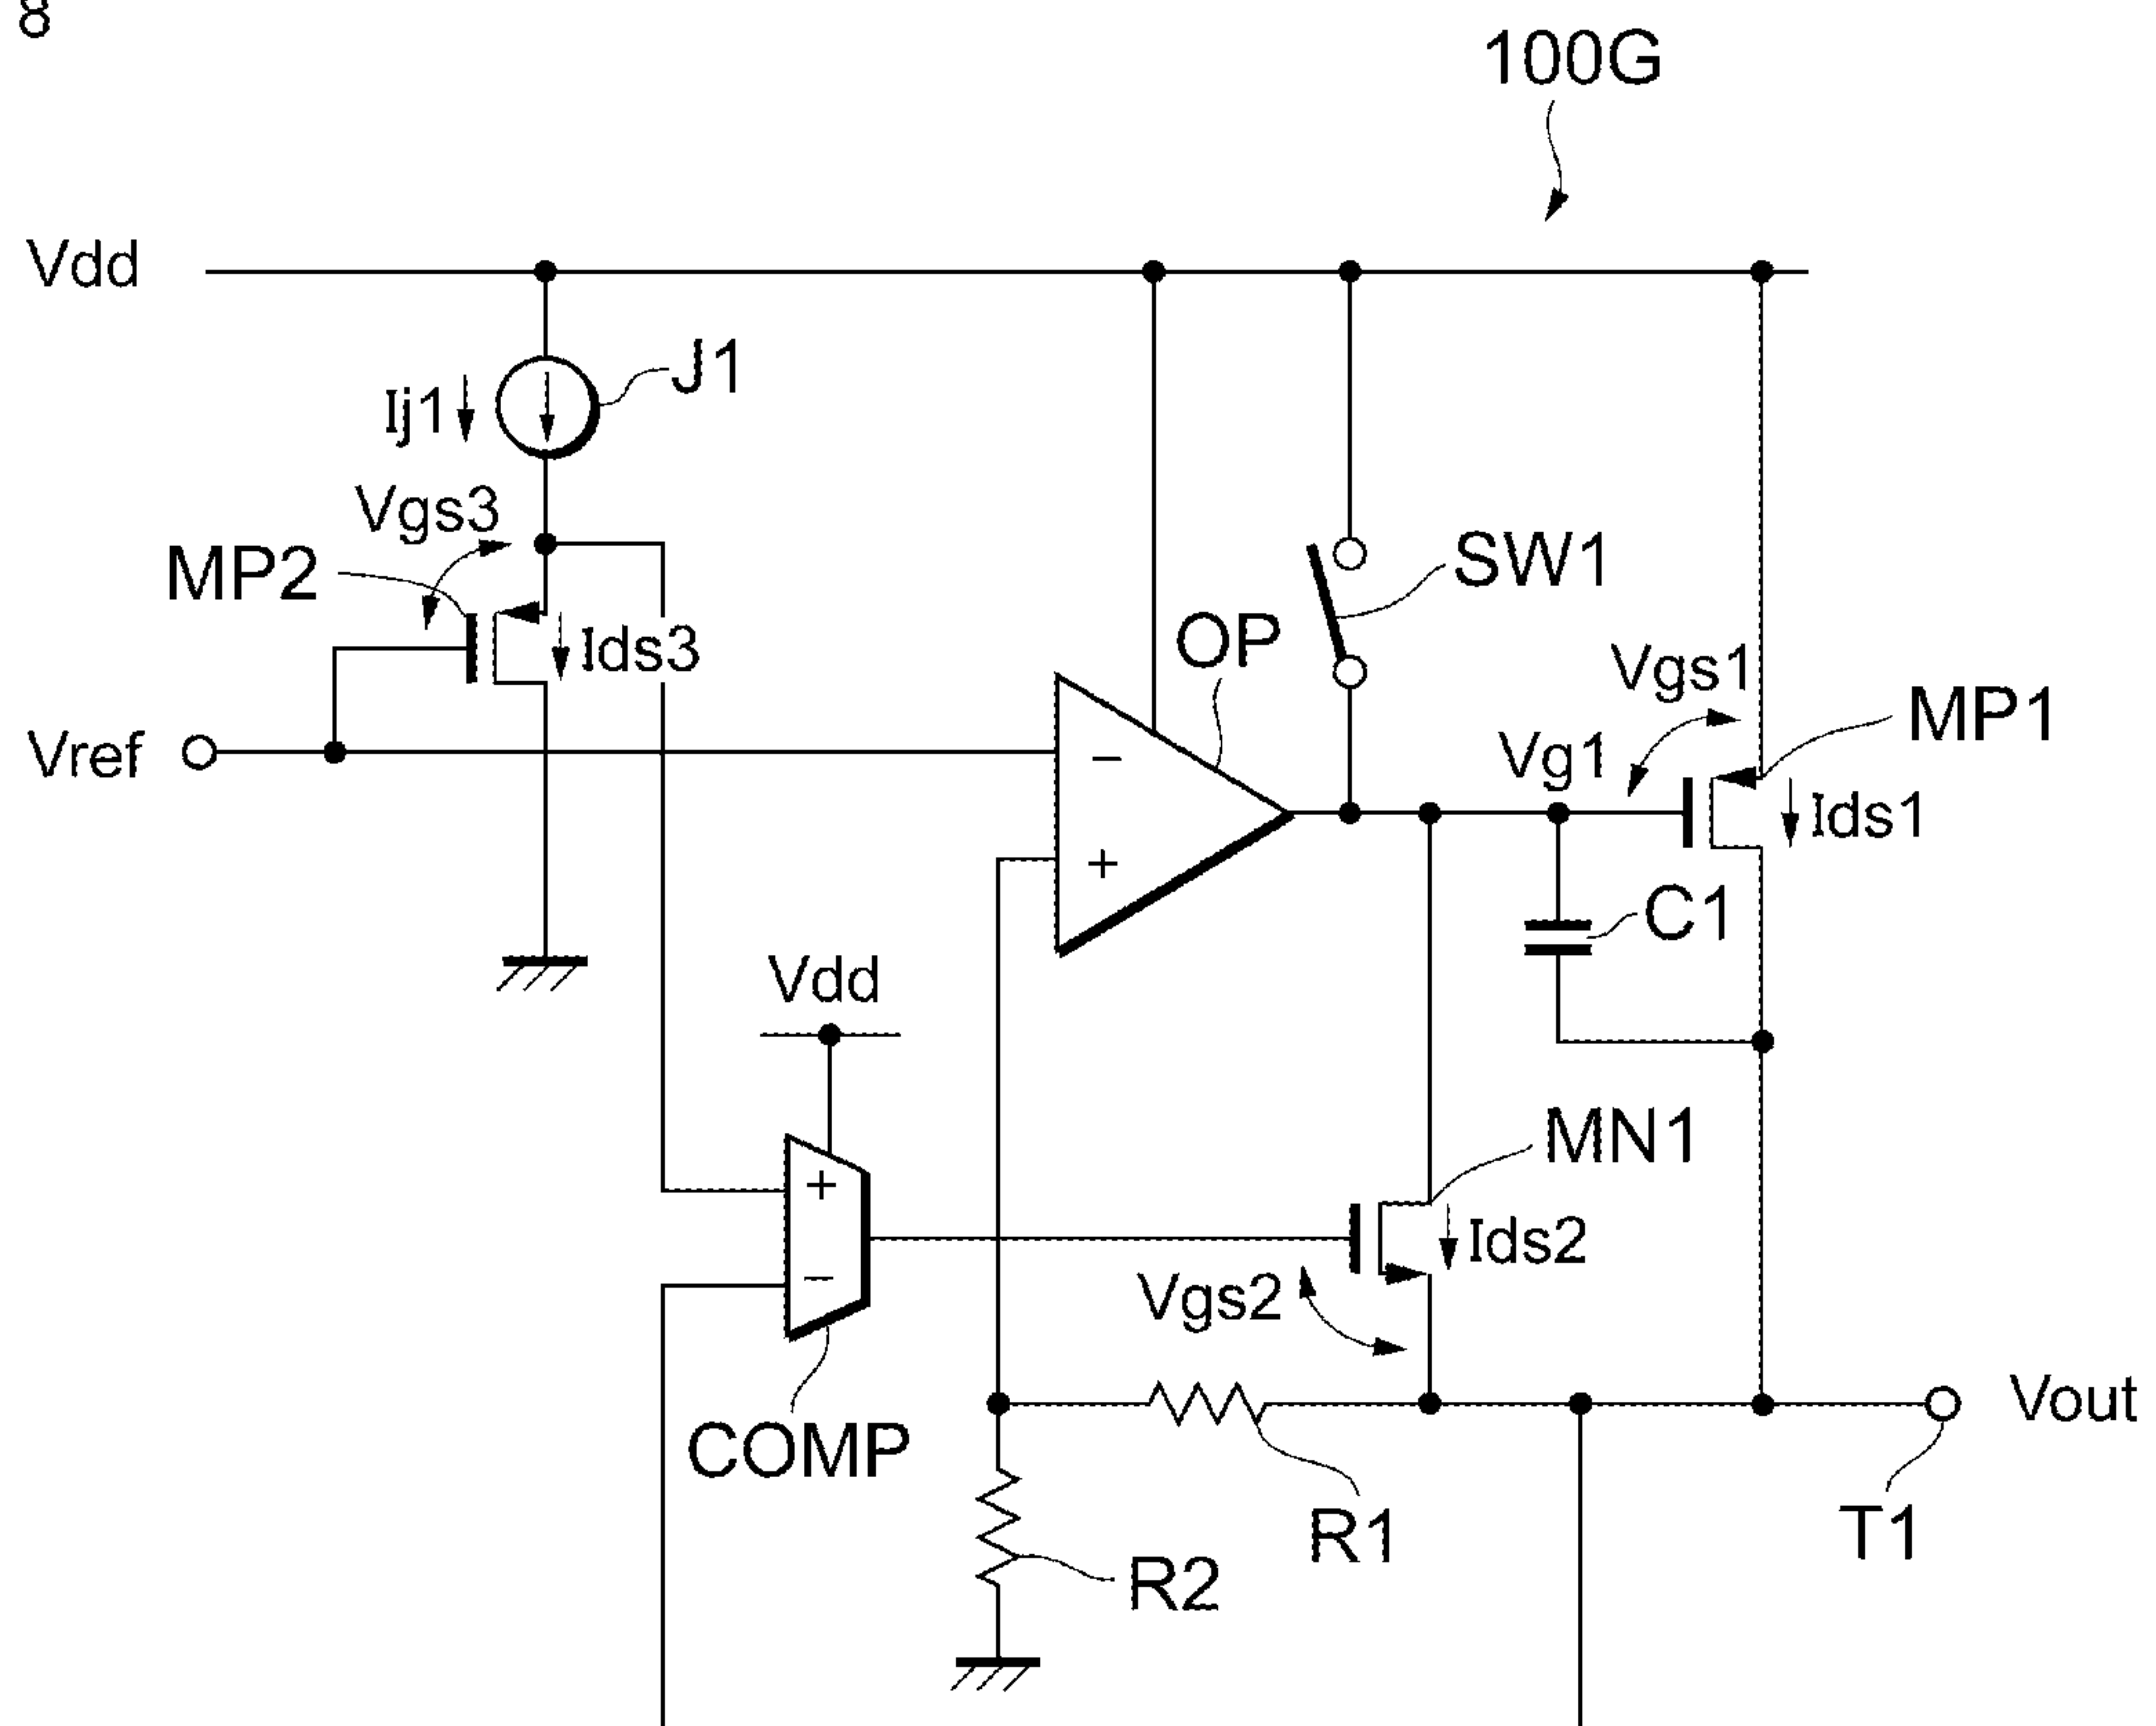 8
100G
Vdd
Ij1
J1
Vgs3
MP2
Ids3
SW1
OP
Vgs1
MP1
Vref
−
Vg1
Ids1
+
C1
Vdd
MN1
+
Ids2
−
Vgs2
Vout
COMP
R1
T1
R2